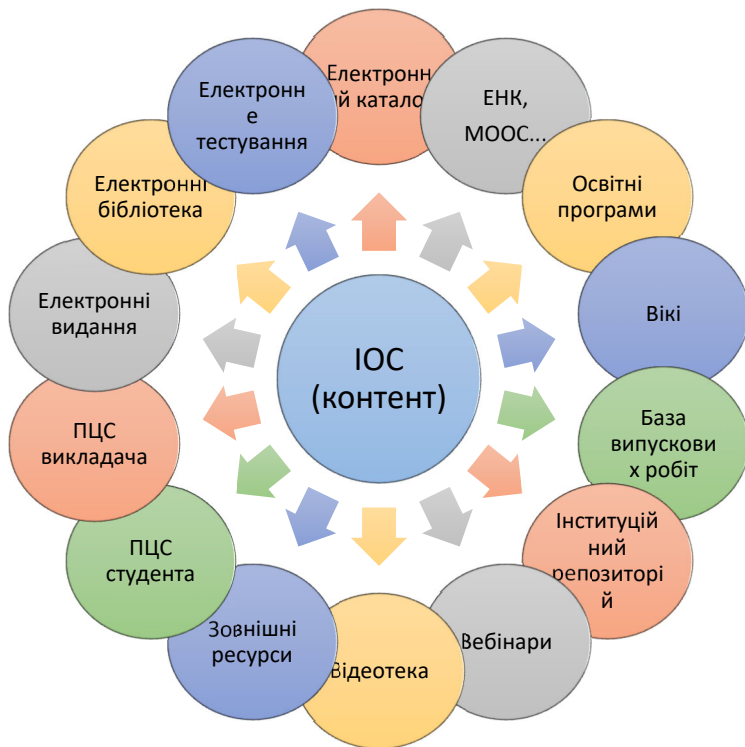 Електронн
ий каталог
ЕНК,
МООС...
Освітні
програми
Вікі
База
випускови
х робіт
Інституцій
ний
репозиторі
й
Вебінари
Відеотека
Зовнішні
ресурси
ПЦС
студента
ПЦС
викладача
Електронні
видання
Електронні
бібліотека
Електронн
е
тестування
ІОС
(контент)